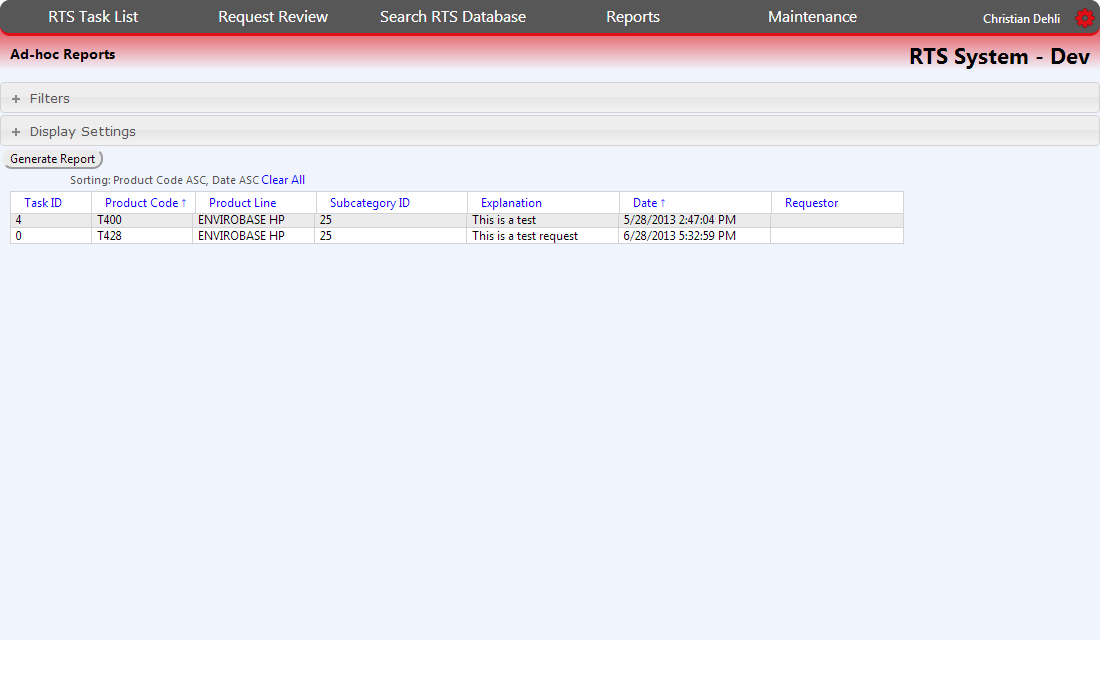 RTS Task List Request Review Search RTS Database Reports Maintenance Christian Dehli
Ad-hoc Reports RTS System - Dev
+ Filters
+ Display Settings
Generate Report
Sorting: Product Code ASC, Date ASC Clear All
Task ID Product Code ↑ Product Line Subcategory ID Explanation Date ↑ Requestor
4 T400 ENVIROBASE HP 25 This is a test 5/28/2013 2:47:04 PM
0 T428 ENVIROBASE HP 25 This is a test request 6/28/2013 5:32:59 PM